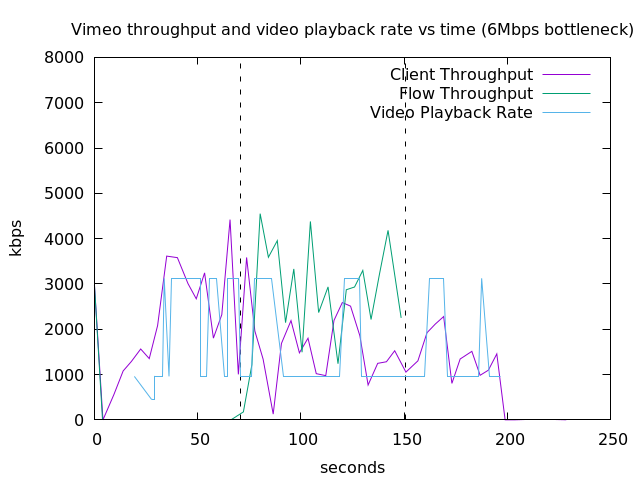 Vimeo throughput and video playback rate vs time (6Mbps bottleneck)
8000
7000
6000
5000
4000
3000
2000
1000
0
kbps
Client Throughput
Flow Throughput
Video Playback Rate
0 50 100 150 200 250
seconds